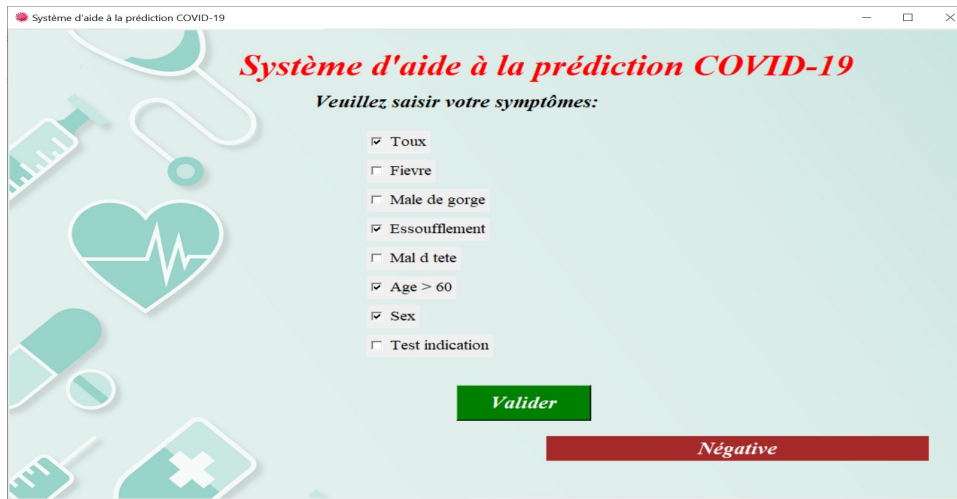 Système d'aide à la prédiction COVID-19
Système d'aide à la prédiction COVID-19
Veuillez saisir votre symptômes:
Toux
Fievre
Male de gorge
Essoufflement
Mal d tete
Age > 60
Sex
Test indication
Valider
Négative